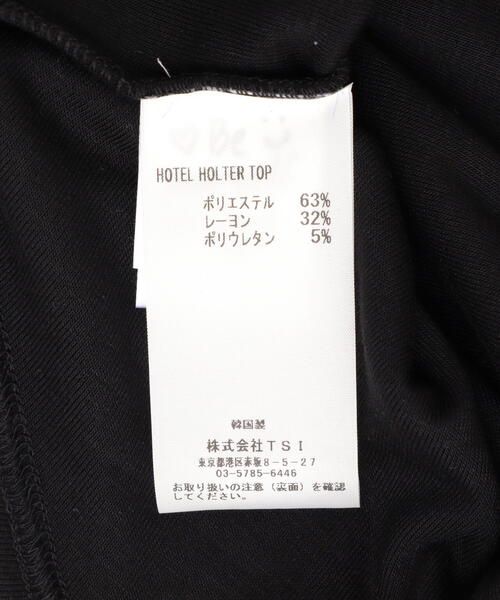 Be
HOTEL HOLTER TOP
ポリエステル 63%
レーヨン 32%
ポリウレタン 5%
韓国製
株式会社TSI
東京都港区赤坂8-5-27
03-5785-6446
お取り扱いの注意(裏面)を確認
してください。